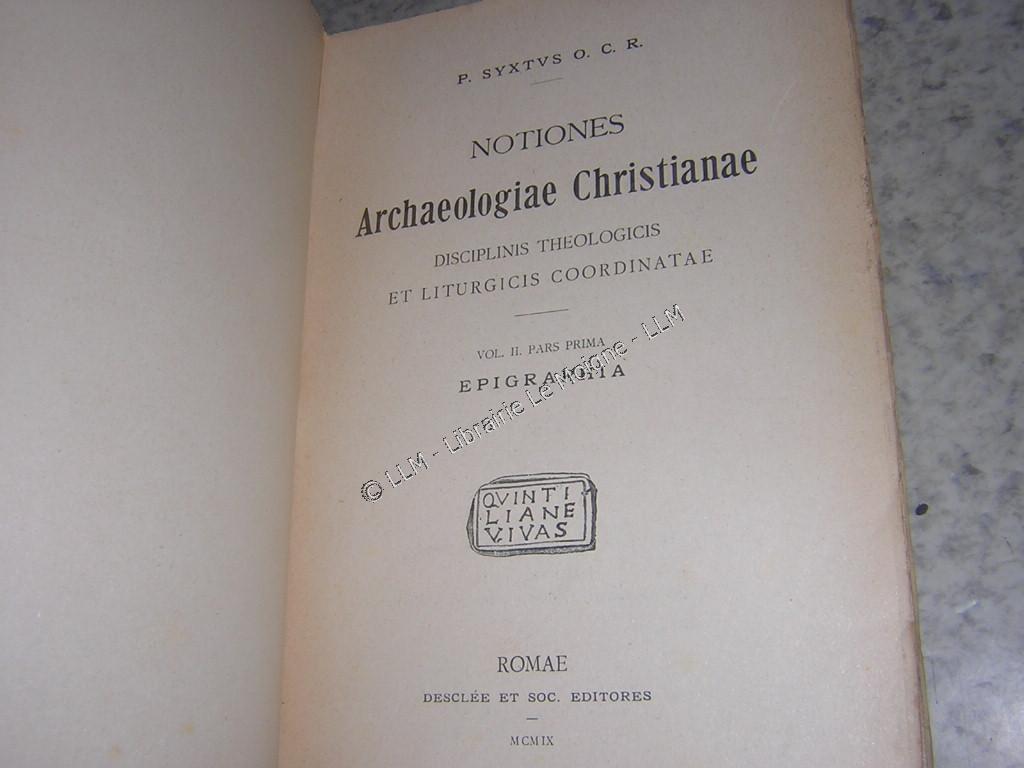 P. SYXTVS O. C. R.
NOTIONES
Archaeologiae Christianae
DISCIPLINIS THEOLOGICIS
ET LITURGICIS COORDINATAE
VOL. II. PARS PRIMA
EPIGRAPHIA
© LLM - Librairie Le Moigne - LLM
QVINTI
LIANE
VIVAS
ROMAE
DESCLÉE ET SOC. EDITORES
MCMIX